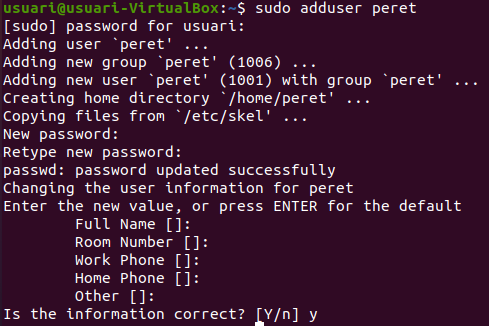 usuari@usuari-VirtualBox:~$ sudo adduser peret
[sudo] password for usuari:
Adding user `peret' ...
Adding new group `peret' (1006) ...
Adding new user `peret' (1001) with group `peret' ...
Creating home directory `/home/peret' ...
Copying files from `/etc/skel' ...
New password:
Retype new password:
passwd: password updated successfully
Changing the user information for peret
Enter the new value, or press ENTER for the default
        Full Name []:
        Room Number []:
        Work Phone []:
        Home Phone []:
        Other []:
Is the information correct? [Y/n] y